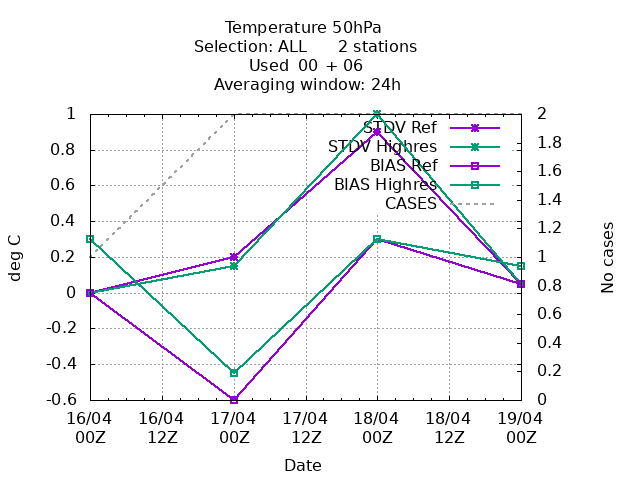 Temperature 50hPa
Selection: ALL 2 stations
Used 00 + 06
Averaging window: 24h
STDV Ref
STDV Highres
BIAS Ref
BIAS Highres
CASES
1
0.8
0.6
0.4
0.2
0
-0.2
-0.4
-0.6
deg C
2
1.8
1.6
1.4
1.2
1
0.8
0.6
0.4
0.2
0
No cases
16/04 16/04 17/04 17/04 18/04 18/04 19/04
00Z 12Z 00Z 12Z 00Z 12Z 00Z
Date